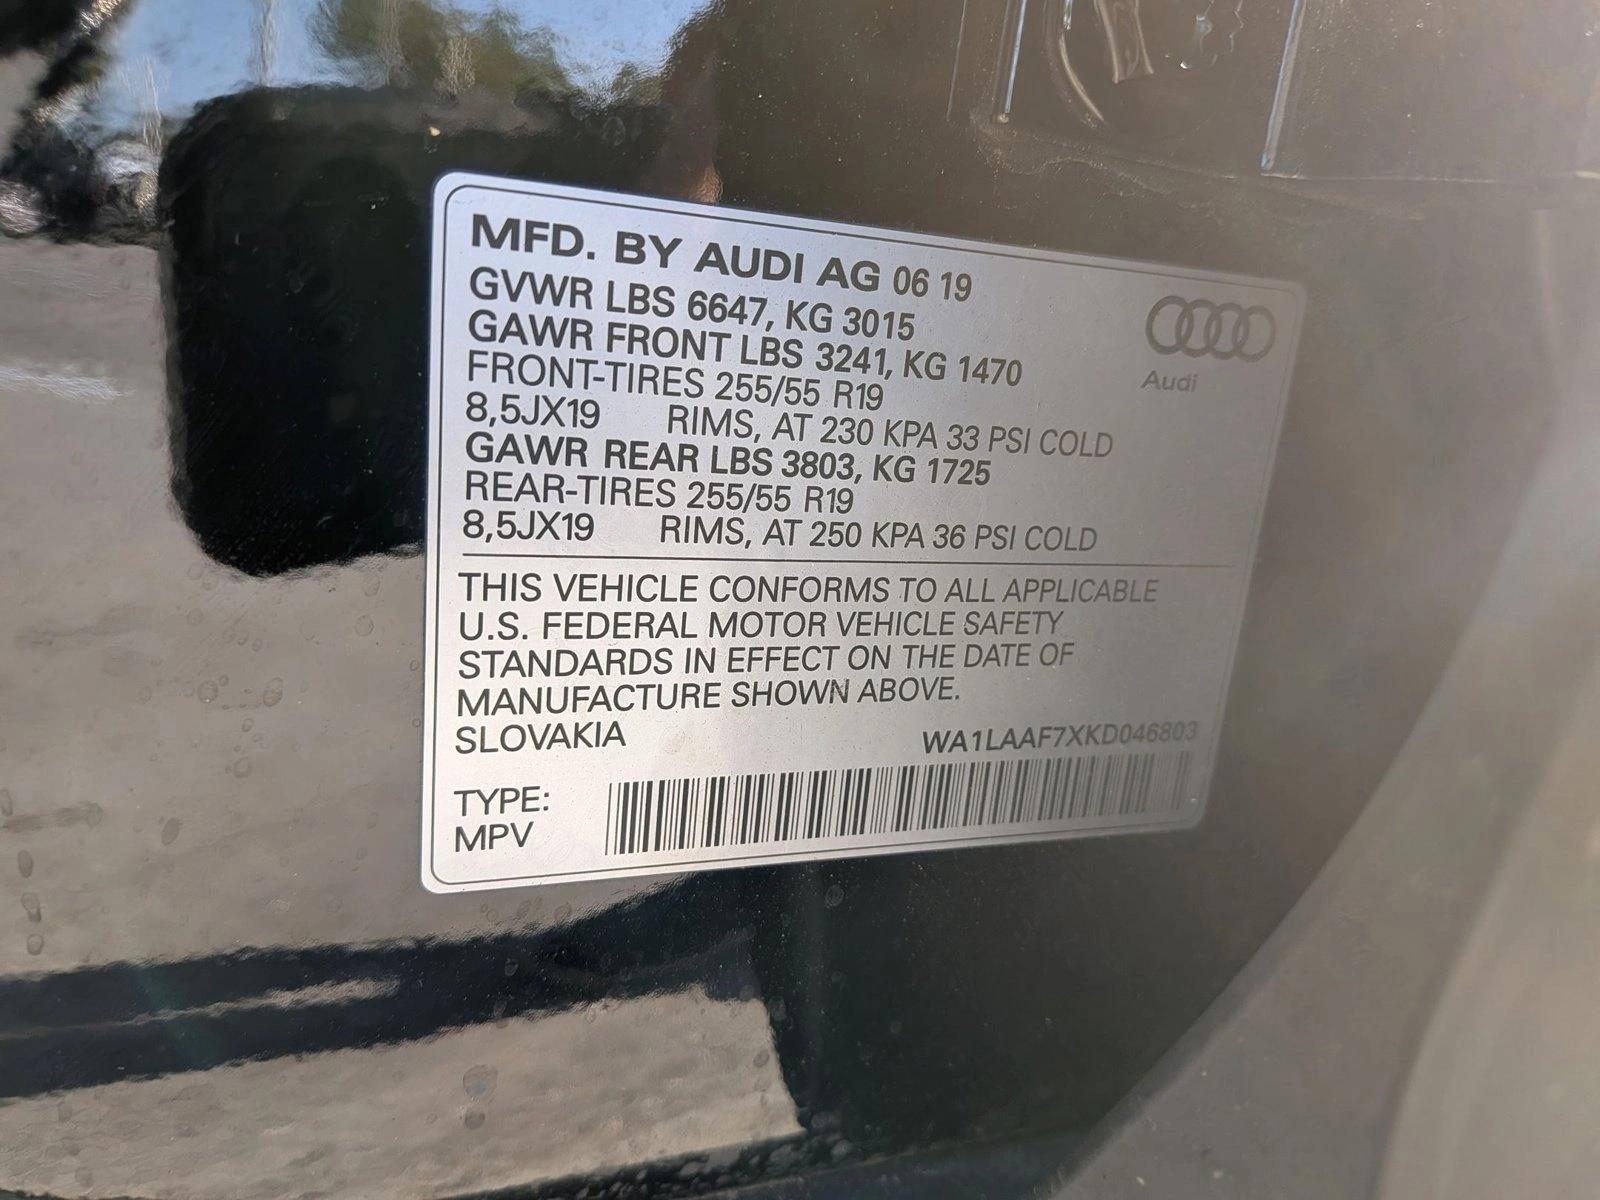 MFD. BY AUDI AG 06 19
GVWR LBS 6647, KG 3015
GAWR FRONT LBS 3241, KG 1470
FRONT-TIRES 255/55 R19
8,5JX19 RIMS, AT 230 KPA 33 PSI COLD
GAWR REAR LBS 3803, KG 1725
REAR-TIRES 255/55 R19
8,5JX19 RIMS, AT 250 KPA 36 PSI COLD
Audi
THIS VEHICLE CONFORMS TO ALL APPLICABLE
U.S. FEDERAL MOTOR VEHICLE SAFETY
STANDARDS IN EFFECT ON THE DATE OF
MANUFACTURE SHOWN ABOVE.
SLOVAKIA WA1LAAF7XKD046803
TYPE:
MPV